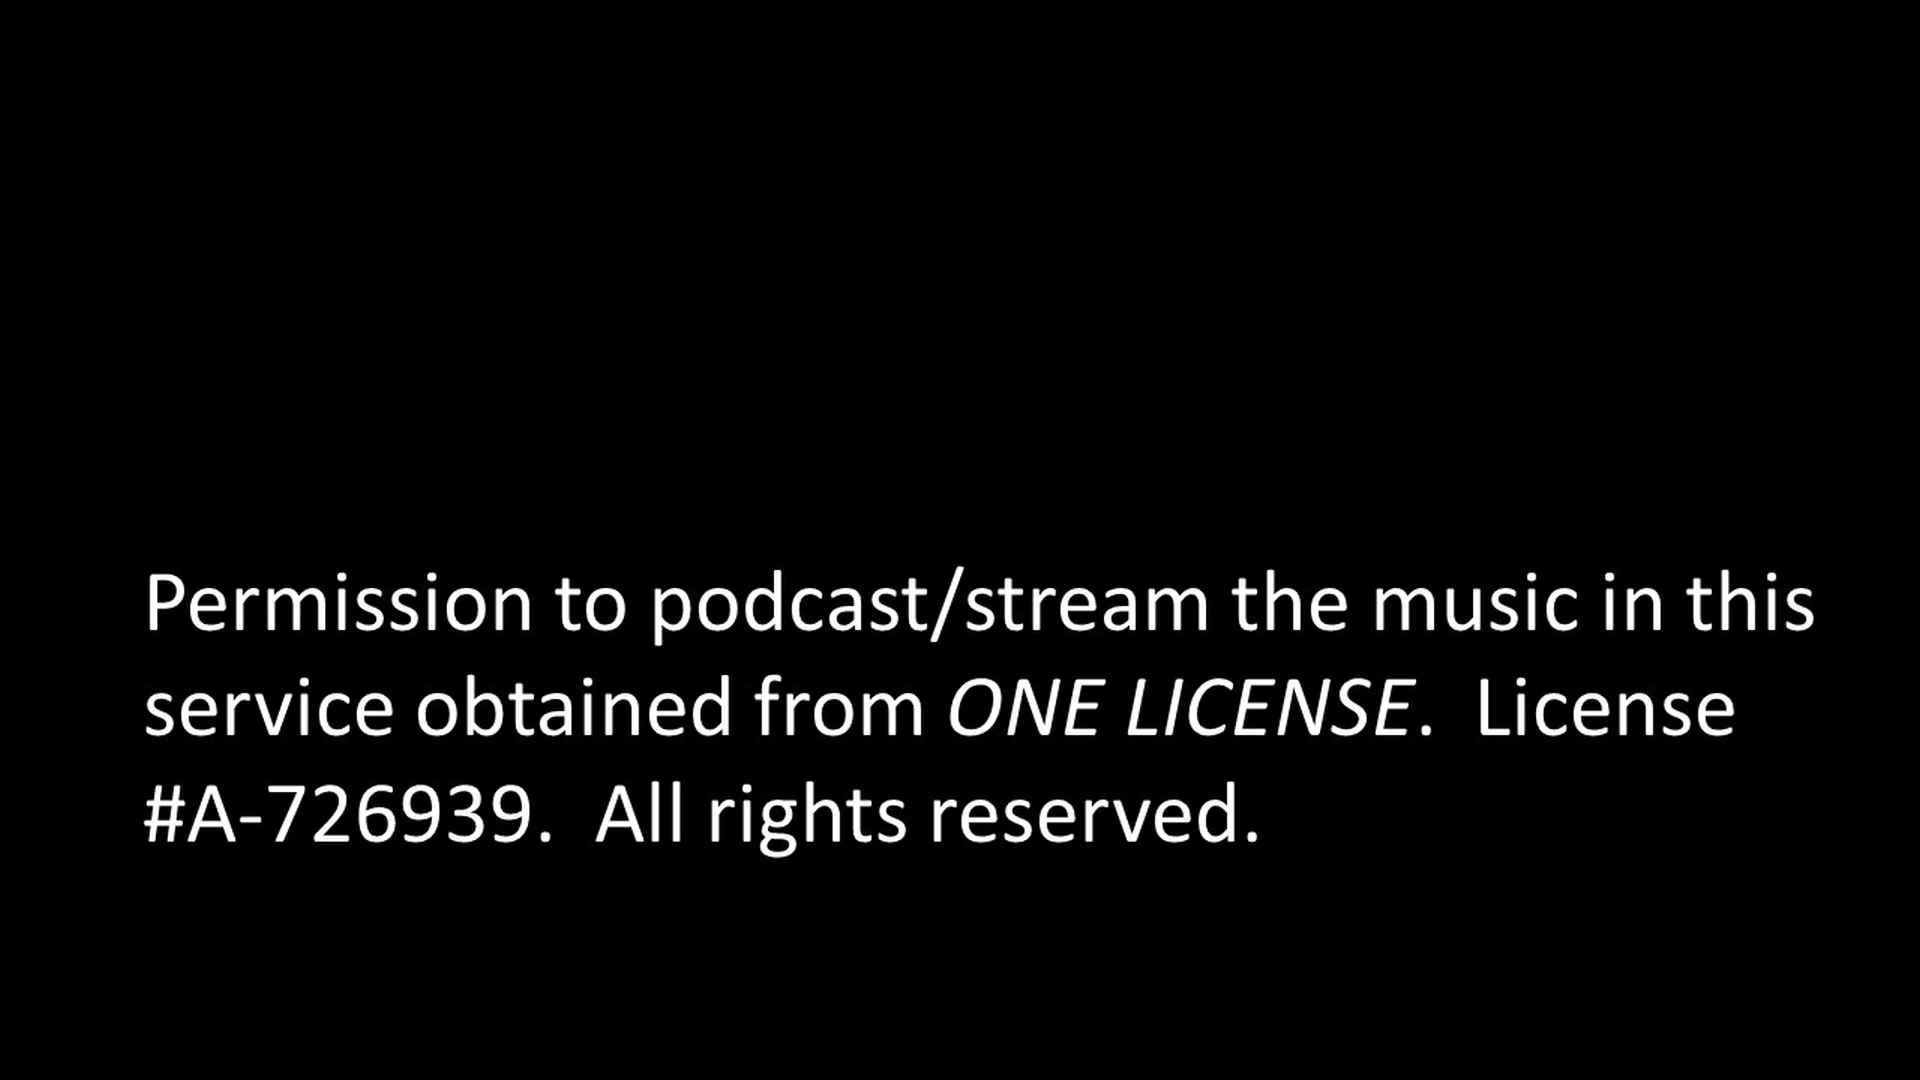 Permission to podcast/stream the music in this
service obtained from ONE LICENSE.  License
#A-726939.  All rights reserved.